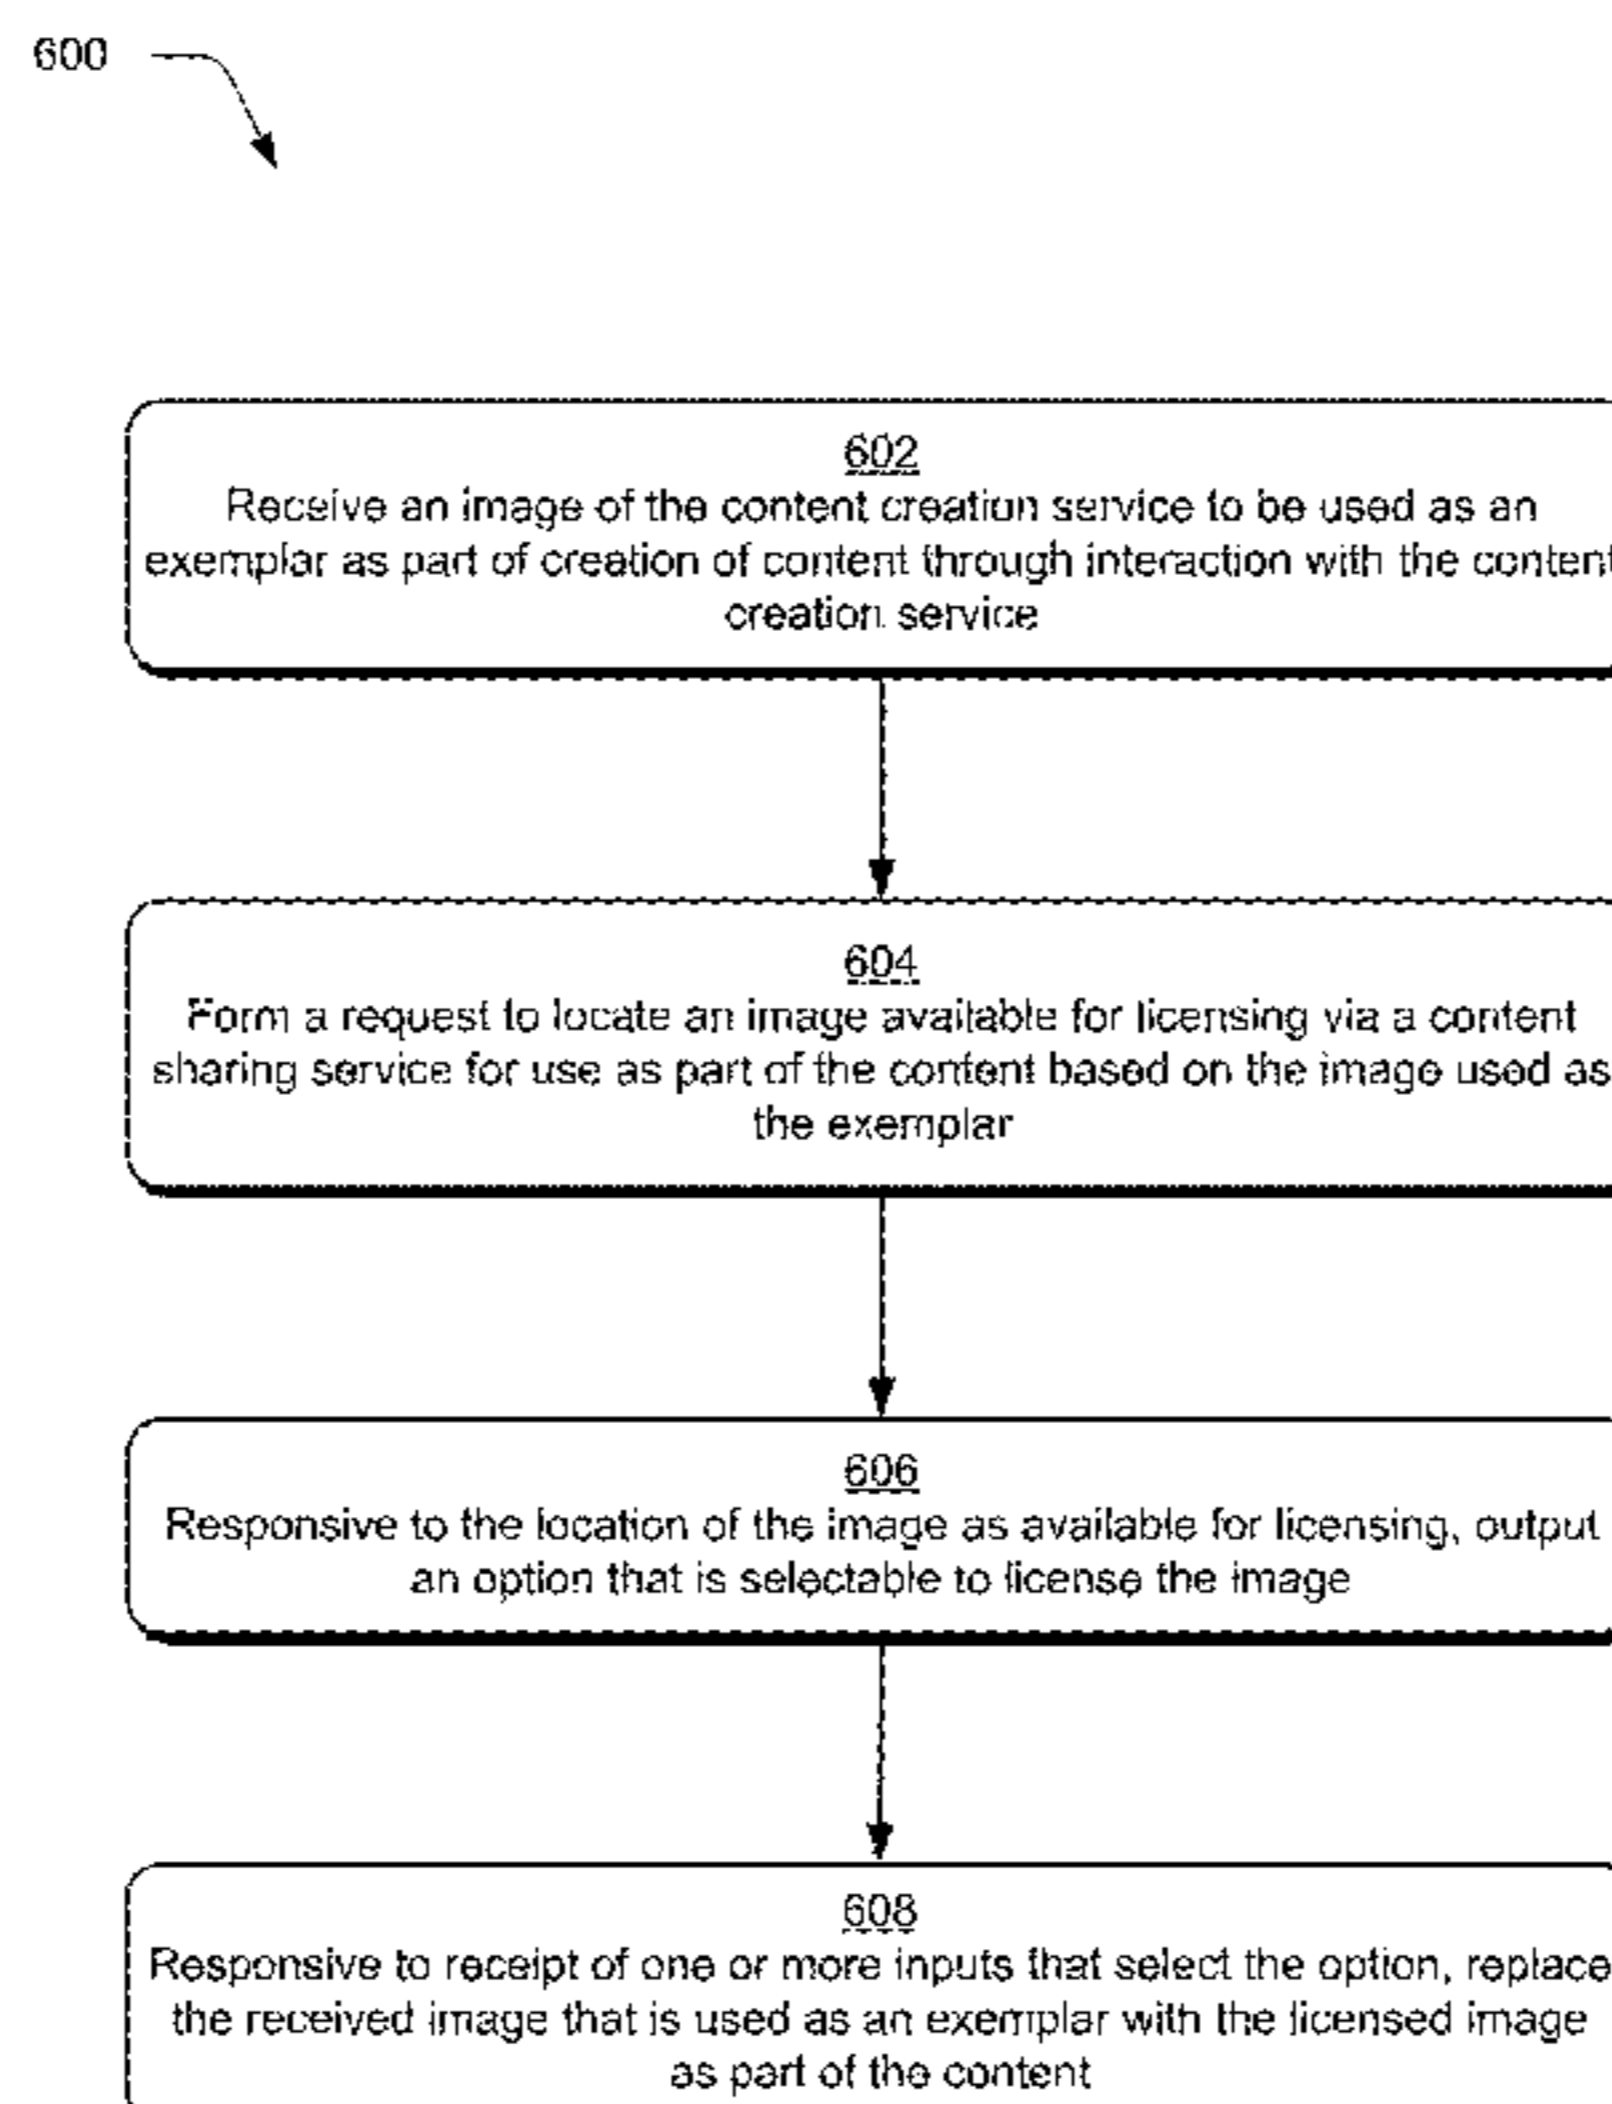 600
602
Receive an image of the content creation service to be used as an
exemplar as part of creation of content through interaction with the content
creation service
604
Form a request to locate an image available for licensing via a content
sharing service for use as part of the content based on the image used as
the exemplar
606
Responsive to the location of the image as available for licensing, output
an option that is selectable to license the image
608
Responsive to receipt of one or more inputs that select the option, replace
the received image that is used as an exemplar with the licensed image
as part of the content